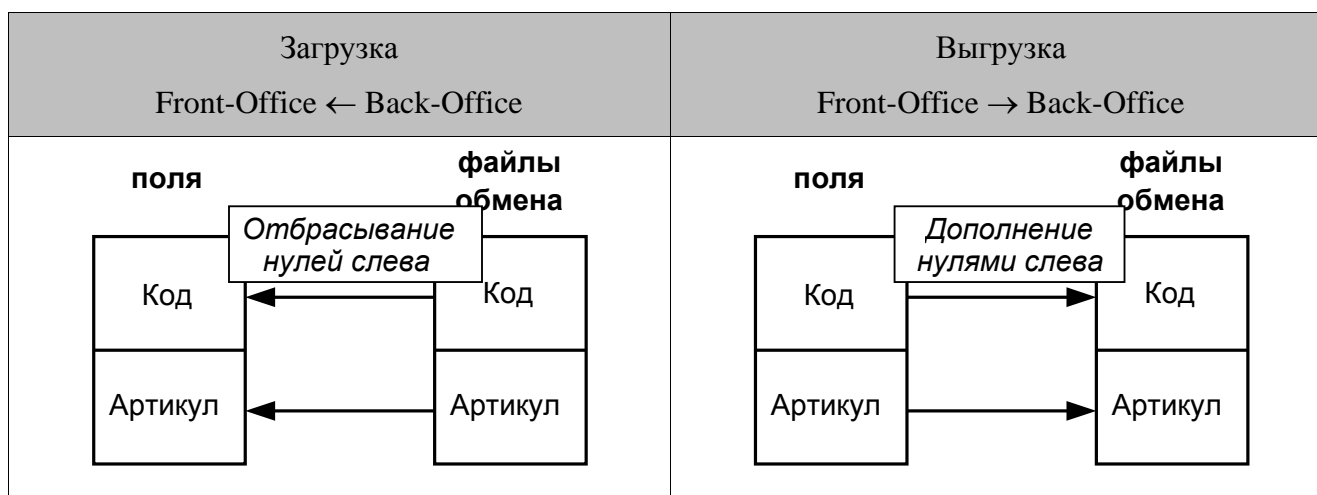 Загрузка
Front-Office ← Back-Office
Выгрузка
Front-Office → Back-Office
поля
файлы
обмена
Отбрасывание
нулей слева
Код
Код
Артикул
Артикул
поля
файлы
обмена
Дополнение
нулями слева
Код
Код
Артикул
Артикул